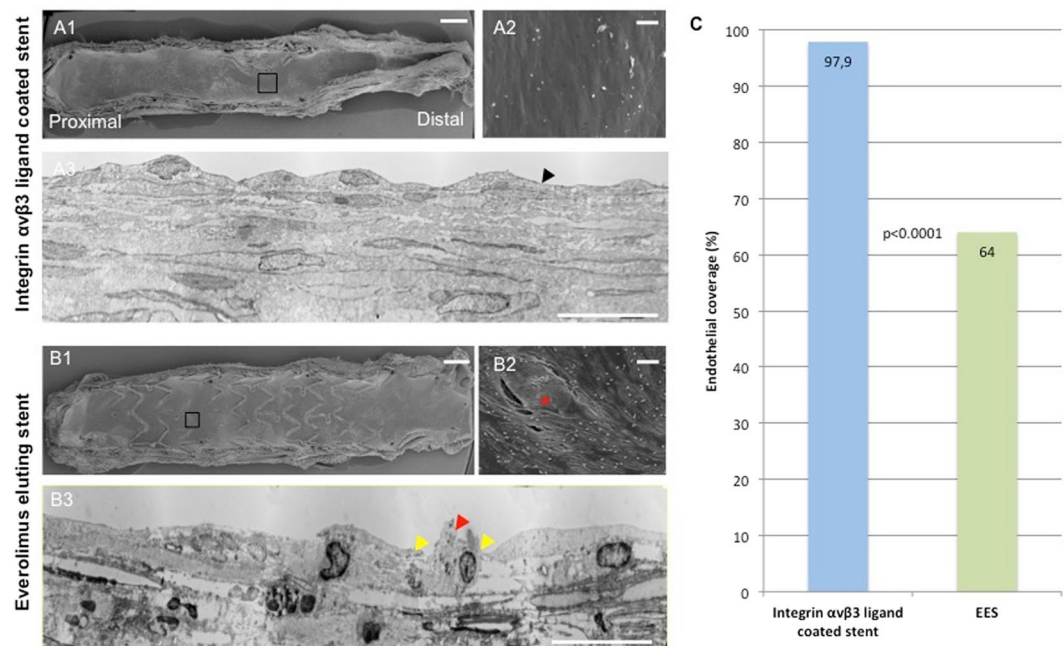 Integrin αvβ3 ligand coated stent
A1
Proximal
Distal
A2
A3
Everolimus eluting stent
B1
B2
*
B3
C
Endothelial coverage (%)
100
90
80
70
60
50
40
30
20
10
0
97,9
p<0.0001
64
Integrin αvβ3 ligand
coated stent
EES